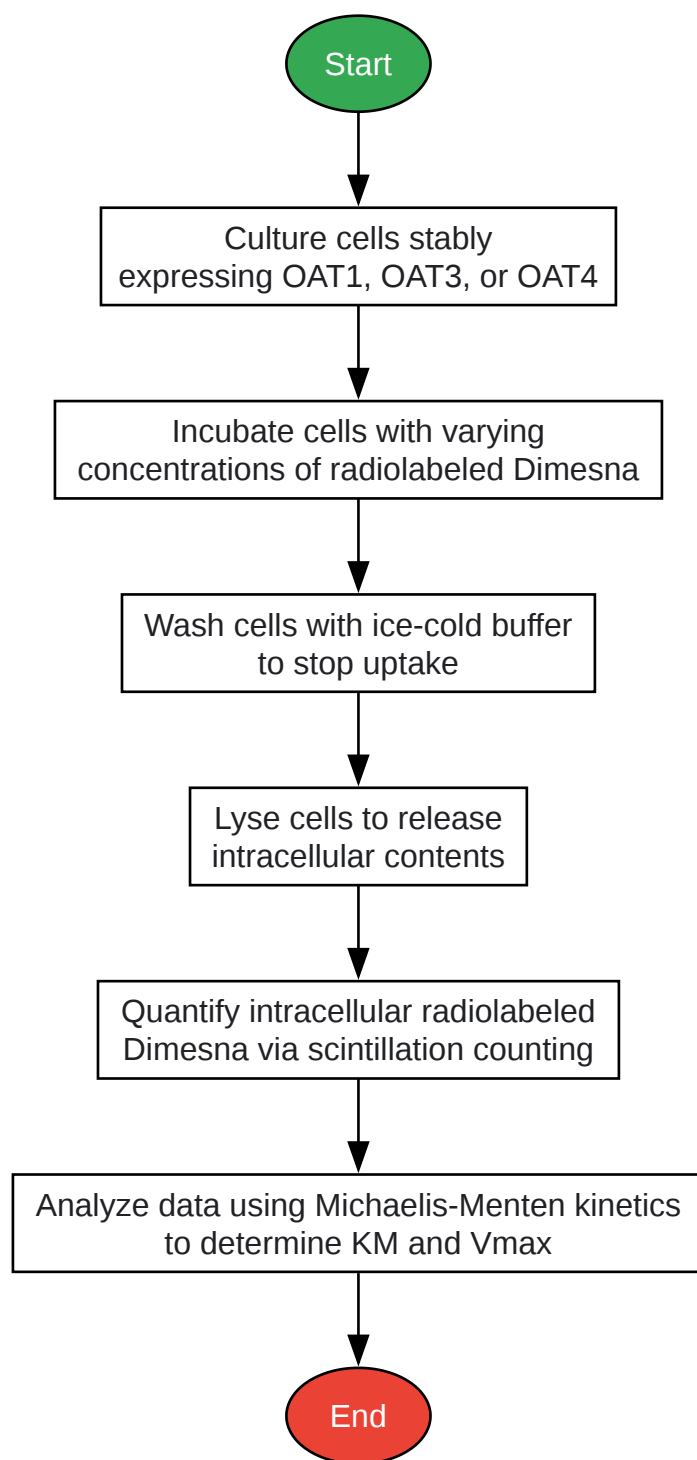 Start
Culture cells stably
expressing OAT1, OAT3, or OAT4
Incubate cells with varying
concentrations of radiolabeled Dimesna
Wash cells with ice-cold buffer
to stop uptake
Lyse cells to release
intracellular contents
Quantify intracellular radiolabeled
Dimesna via scintillation counting
Analyze data using Michaelis-Menten kinetics
to determine KM and Vmax
End